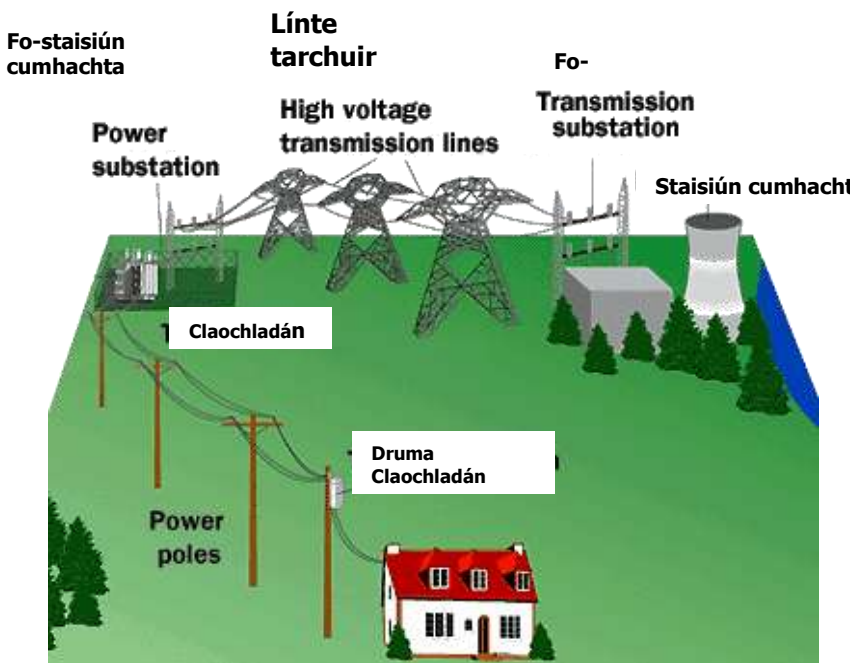 Fo-staisiún
cumhachta
Línte
tarchuir
Fo-
High voltage
transmission lines
Transmission
substation
Power
substation
Staisiún cumhacht
Claochladán
Druma
Claochladán
Power
poles